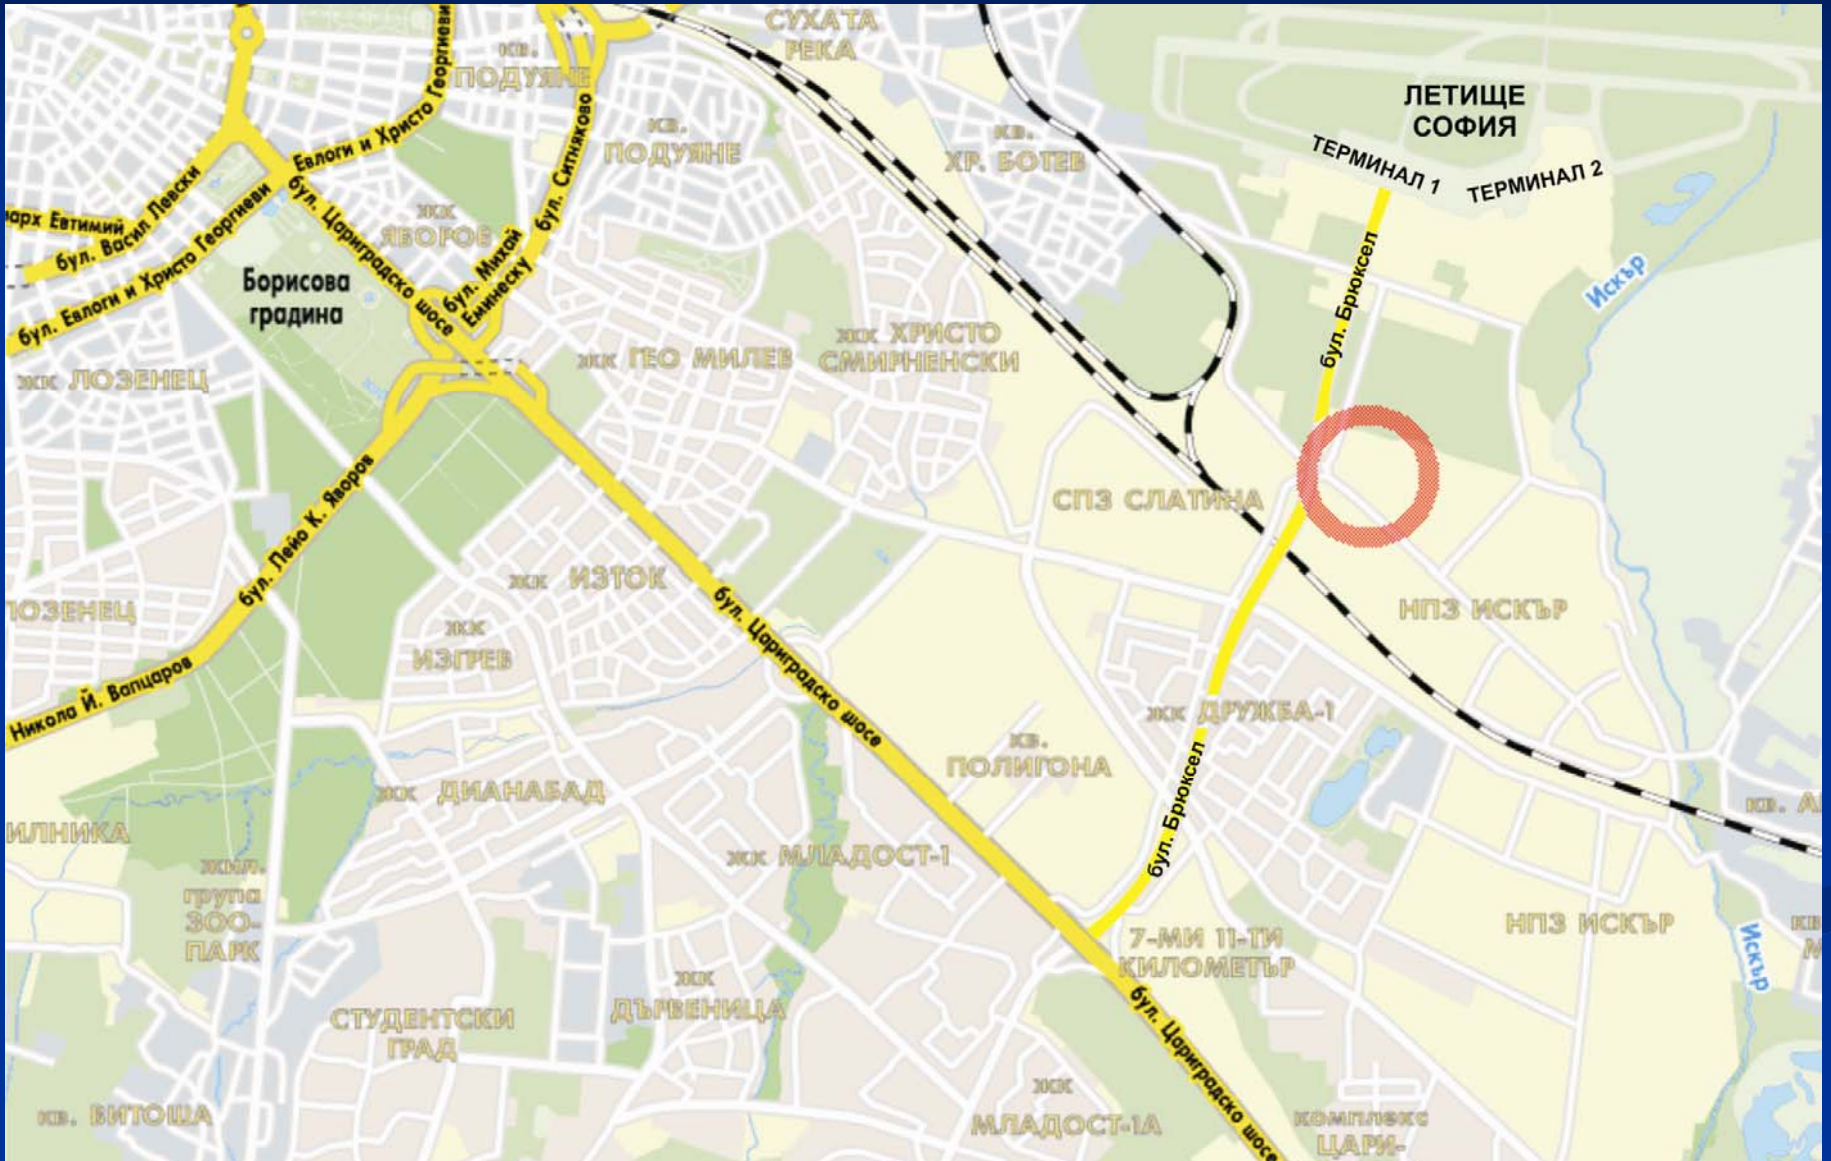 СУХАТА
РЕКА
кв.
ПОДУЯНЕ
ЛЕТИЩЕ
СОФИЯ
ТЕРМИНАЛ 1
ТЕРМИНАЛ 2
Евлоги и Христо Георгиеви
бул. Ситняково
кв.
ПОДУЯНЕ
кв.
ХР. БОТЕВ
бул. Васил Левски
Евтимий
бул. Евлоги и Христо Георгиеви
бул. Цариградско шосе
жк
ЯВОРОВ
бул. Михай
Еминеску
Борисова
градина
бул. Брюксел
Искър
жк ЛОЗЕНЕЦ
жк ГЕО МИЛЕВ
жк ХРИСТО
СМИРНЕНСКИ
СПЗ СЛАТИНА
бул. Пейо К. Яворов
жк ИЗТОК
ЛОЗЕНЕЦ
жк
ИЗГРЕВ
бул. Цариградско шосе
НПЗ ИСКЪР
Никола Й. Вапцаров
жк ДРУЖБА-1
кв.
ПОЛИГОНА
бул. Брюксел
жк ДИАНАБАД
жк МЛАДОСТ-1
кв.
жил.
група
ЗОО-
ПАРК
7-МИ 11-ТИ
КИЛОМЕТЪР
НПЗ ИСКЪР
Искър
жк
ДЪРВЕНИЦА
СТУДЕНТСКИ
ГРАД
бул. Цариградско шосе
кв. ВИТОША
жк
МЛАДОСТ-1А
комплекс
ЦАРИ-